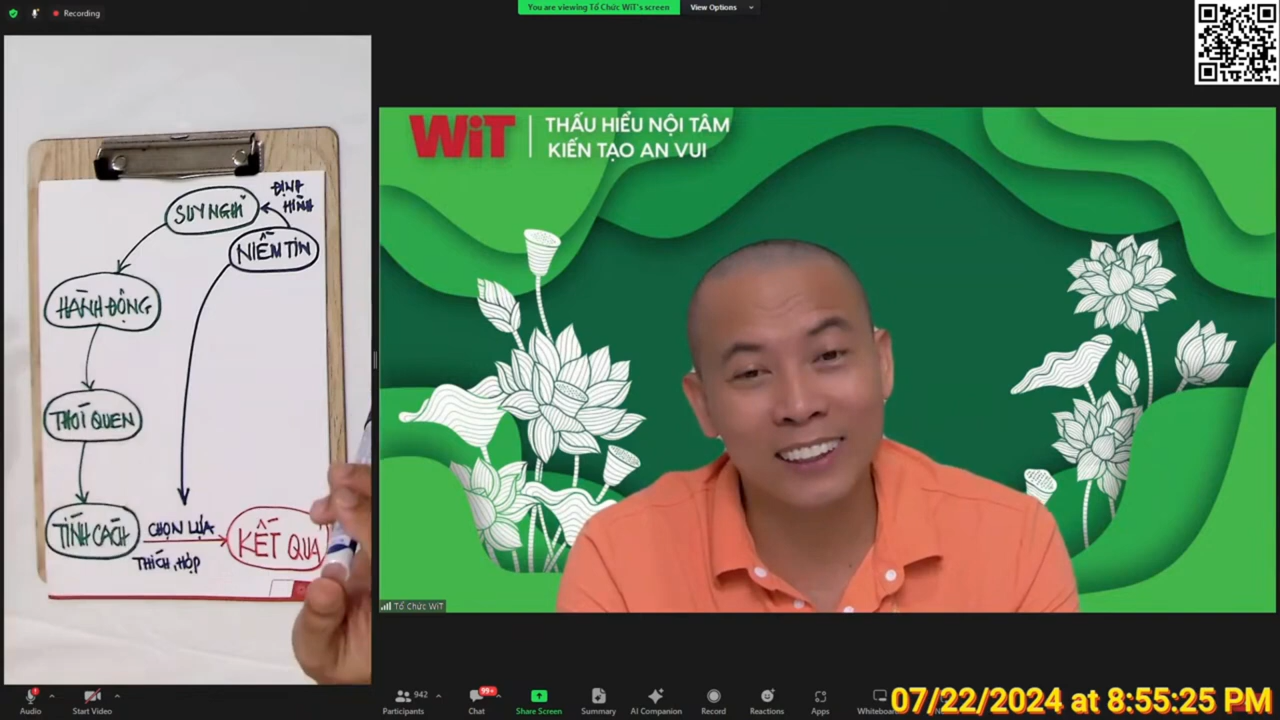 Recording
You are viewing Tổ Chức WiT's screen
View Options
ĐỊNH
HÌNH
SUY NGHĨ
NIỀM TIN
HÀNH ĐỘNG
THÓI QUEN
TÍNH CÁCH
CHỌN LỰA
THÍCH HỢP
KẾT QUẢ
WiT
THẤU HIỂU NỘI TÂM
KIẾN TẠO AN VUI
Tổ Chức WiT
Audio
Start Video
Participants
942
Chat
99+
Share Screen
Summary
AI Companion
Record
Reactions
Apps
07/22/2024 at 8:55:25 PM